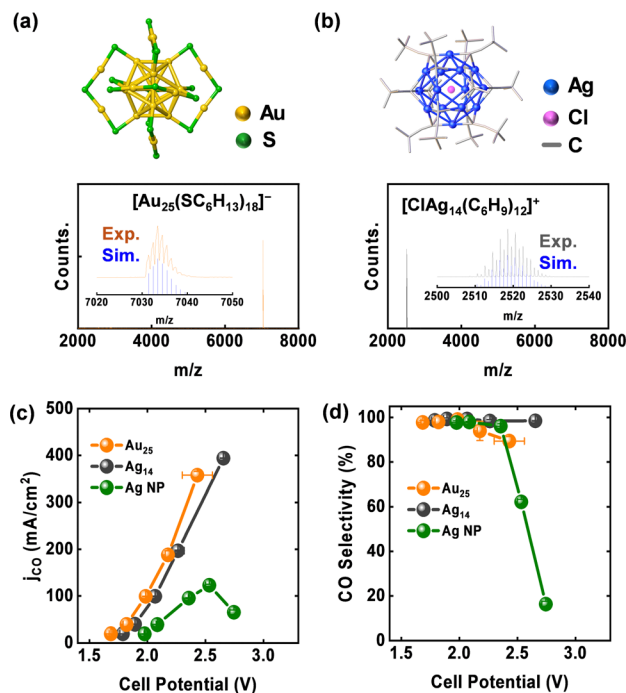 (a)
Au
S
(b)
Ag
Cl
C
[Au25(SC6H13)18]−
Exp.
Sim.
7020 7030 7040 7050
m/z
Counts.
2000 4000 6000 8000
m/z
[ClAg14(C6H9)12]+
Exp.
Sim.
2500 2510 2520 2530 2540
m/z
Counts.
2000 4000 6000 8000
m/z
(c)
500
400
300
200
100
0
jCO (mA/cm2)
Au25
Ag14
Ag NP
1.5 2.0 2.5 3.0
Cell Potential (V)
(d)
100
80
60
40
20
0
CO Selectivity (%)
Au25
Ag14
Ag NP
1.5 2.0 2.5 3.0
Cell Potential (V)